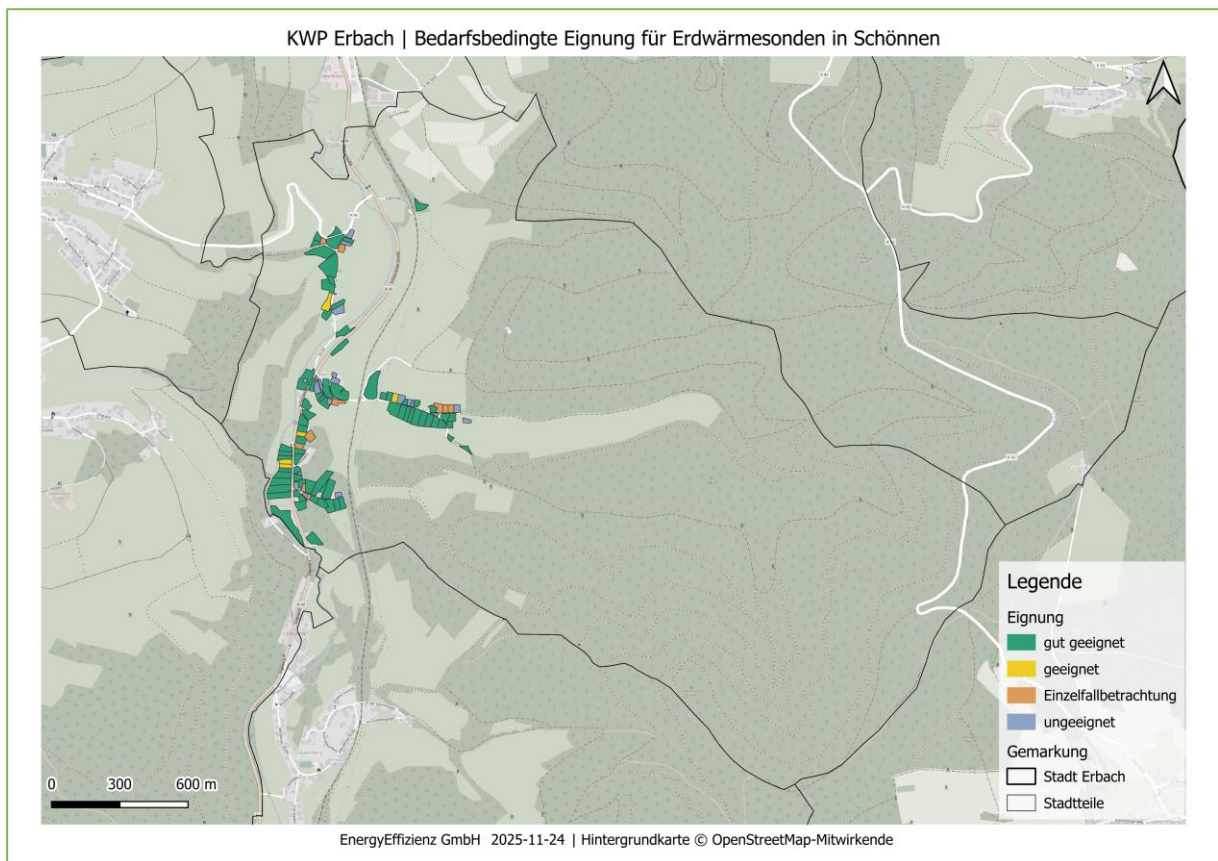 KWP Erbach | Bedarfsbedingte Eignung für Erdwärmesonden in Schönnen
Legende
Eignung
gut geeignet
geeignet
Einzelfallbetrachtung
ungeeignet
Gemarkung
Stadt Erbach
Stadtteile
0 300 600 m
EnergyEffizienz GmbH 2025-11-24 | Hintergrundkarte © OpenStreetMap-Mitwirkende